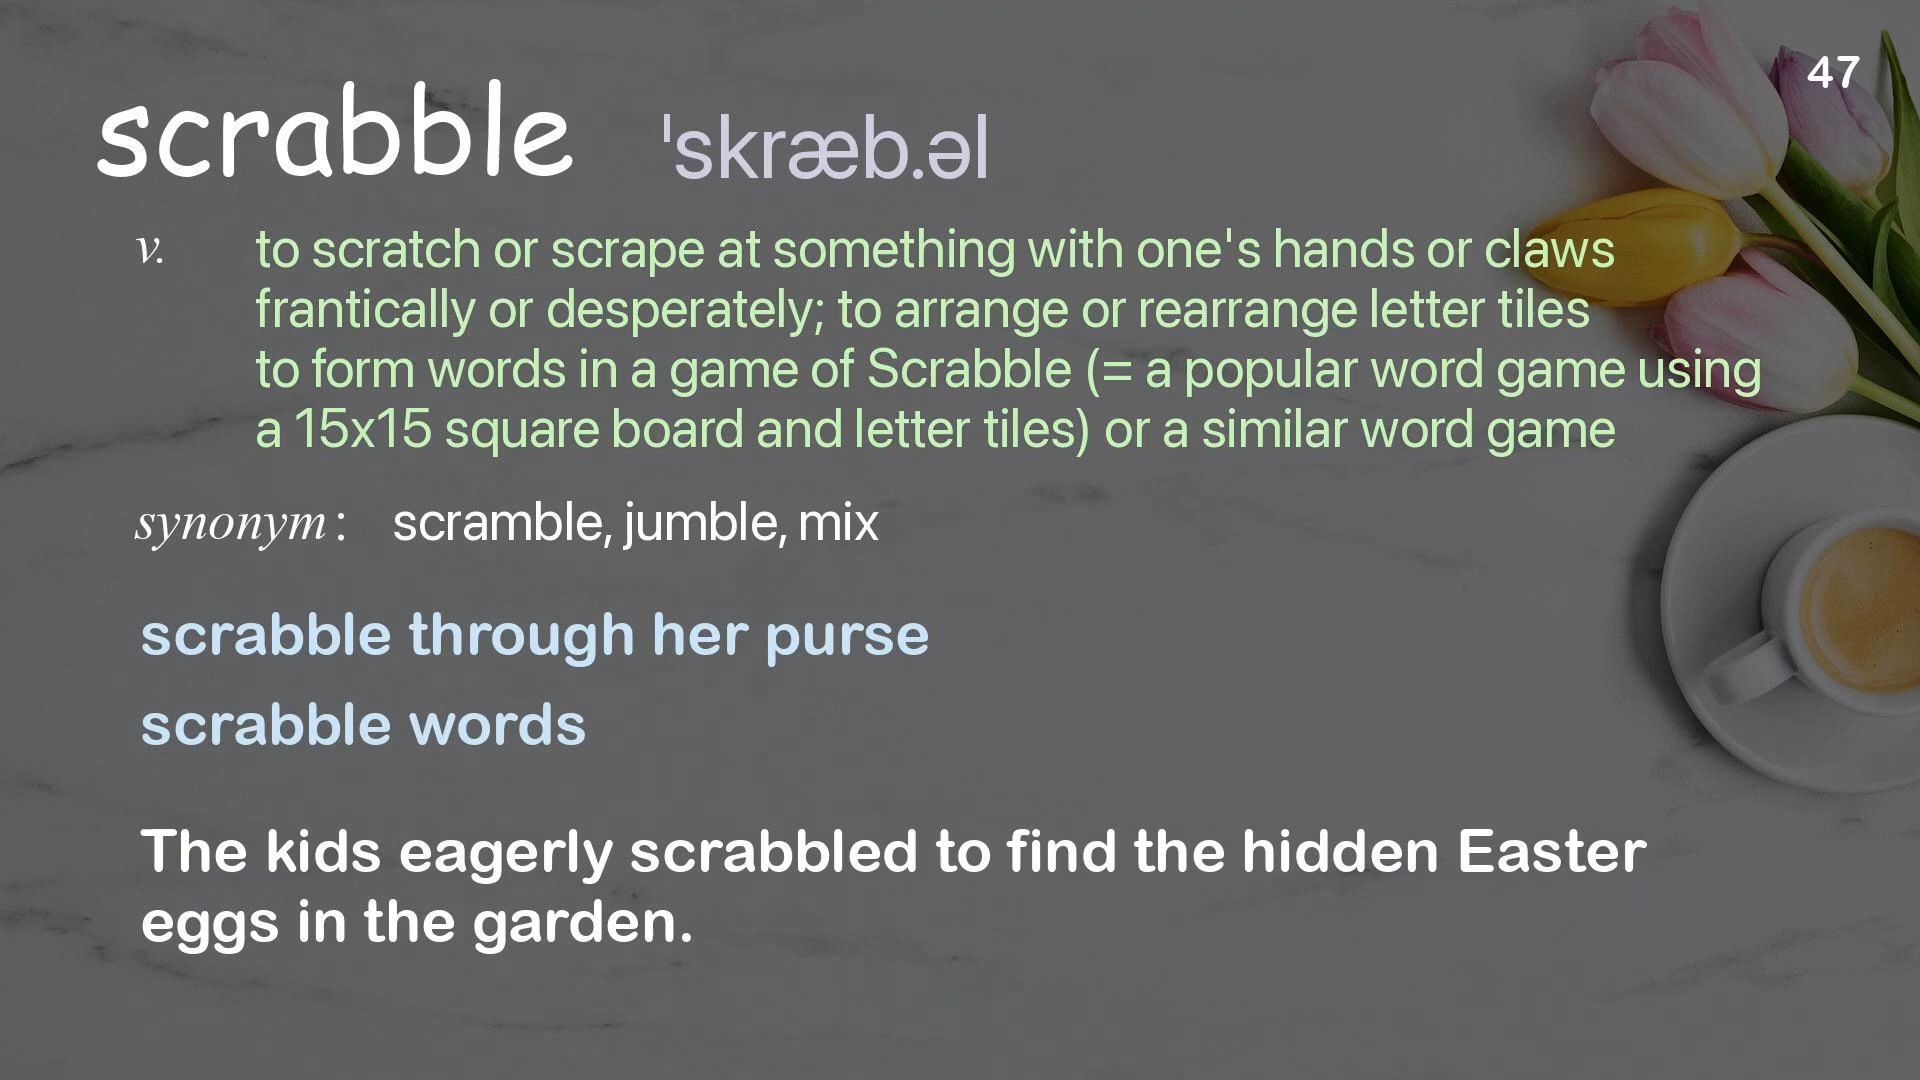 47
scrabble ˈskræb.əl
v. to scratch or scrape at something with one's hands or claws
frantically or desperately; to arrange or rearrange letter tiles
to form words in a game of Scrabble (= a popular word game using
a 15x15 square board and letter tiles) or a similar word game
synonym: scramble, jumble, mix
scrabble through her purse
scrabble words
The kids eagerly scrabbled to find the hidden Easter
eggs in the garden.